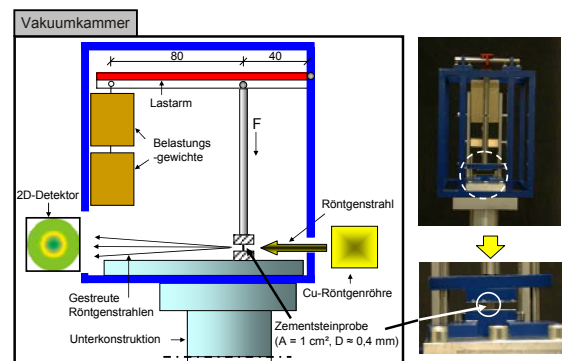 Vakuumkammer
80
40
Lastarm
F
Belastungs
-gewichte
2D-Detektor
Röntgenstrahl
Gestreute
Röntgenstrahlen
Cu-Röntgenröhre
Unterkonstruktion
Zementsteinprobe
(A = 1 cm², D ≈ 0,4 mm)